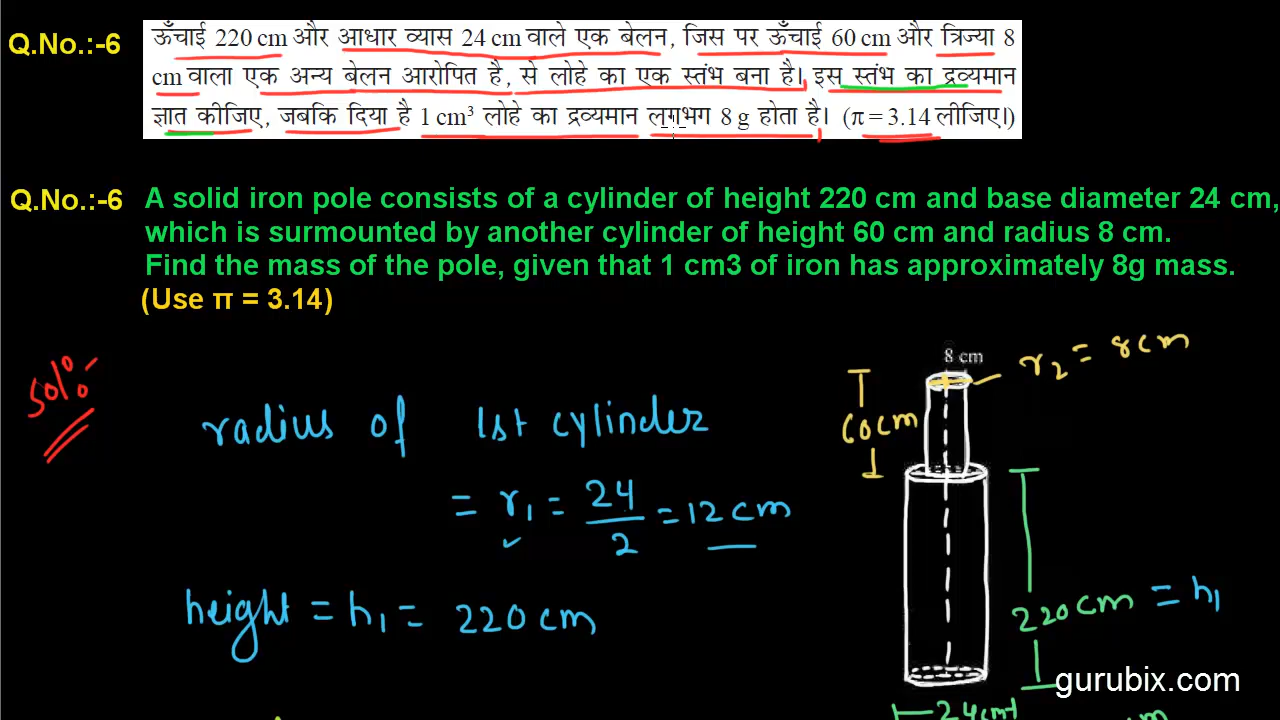 Q.No.:-6
ऊँचाई 220 cm और आधार व्यास 24 cm वाले एक बेलन, जिस पर ऊँचाई 60 cm और त्रिज्या 8
cm वाला एक अन्य बेलन आरोपित है, से लोहे का एक स्तंभ बना है। इस स्तंभ का द्रव्यमान
ज्ञात कीजिए, जबकि दिया है 1 cm³ लोहे का द्रव्यमान लगभग 8 g होता है। (π = 3.14 लीजिए।)
Q.No.:-6
A solid iron pole consists of a cylinder of height 220 cm and base diameter 24 cm,
which is surmounted by another cylinder of height 60 cm and radius 8 cm.
Find the mass of the pole, given that 1 cm3 of iron has approximately 8g mass.
(Use π = 3.14)
Sol:
radius of 1st cylinder
= r₁ = 24/2 = 12 cm
height = h₁ = 220 cm
8 cm
r₂ = 8cm
60cm
220 cm = h₁
24cm
gurubix.com